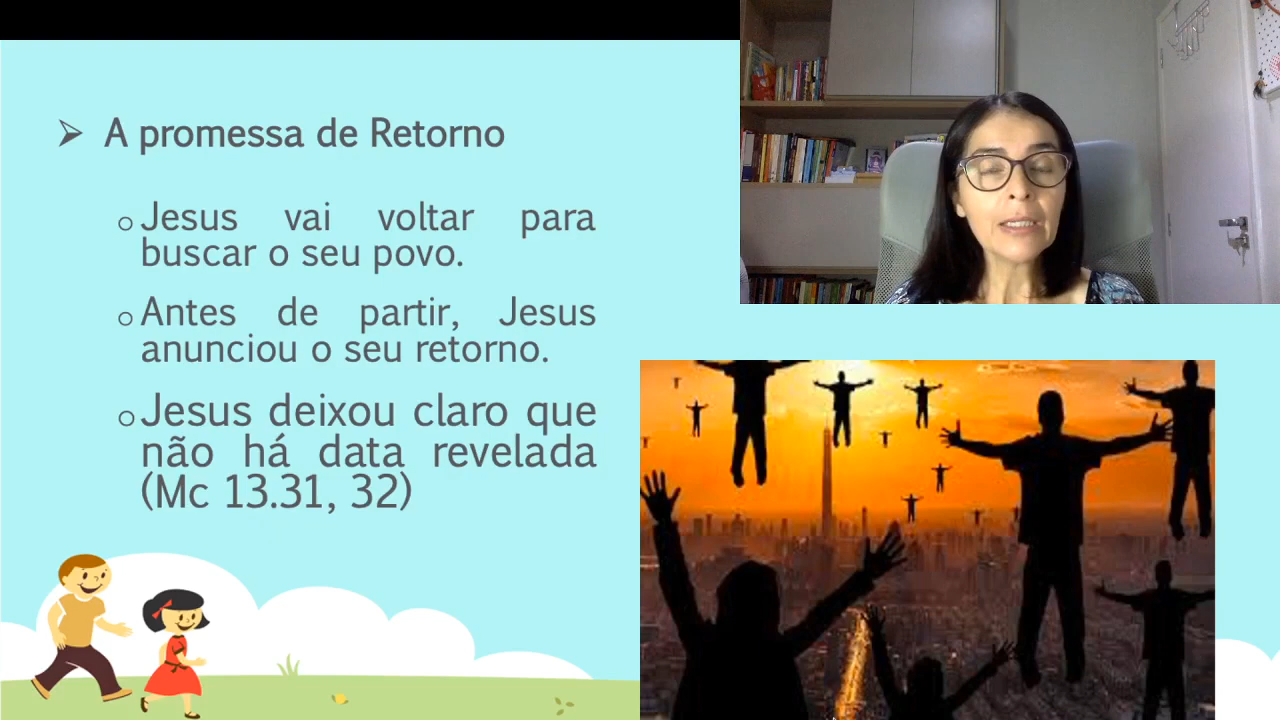 A promessa de Retorno
Jesus vai voltar para
buscar o seu povo.
Antes de partir, Jesus
anunciou o seu retorno.
Jesus deixou claro que
não há data revelada
(Mc 13.31, 32)